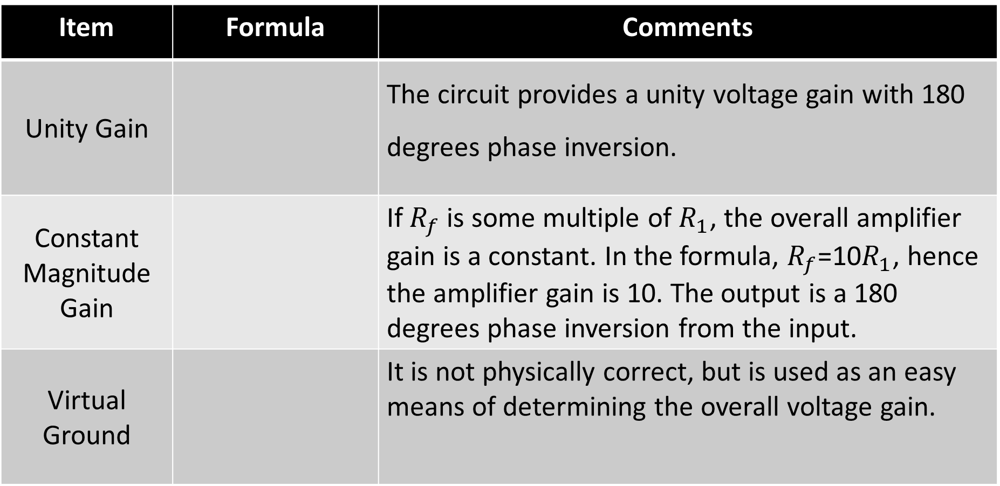 Item
Formula
Comments
Unity Gain
The circuit provides a unity voltage gain with 180
degrees phase inversion.
Constant
Magnitude
Gain
If R_f is some multiple of R_1, the overall amplifier
gain is a constant. In the formula, R_f=10R_1, hence
the amplifier gain is 10. The output is a 180
degrees phase inversion from the input.
Virtual
Ground
It is not physically correct, but is used as an easy
means of determining the overall voltage gain.